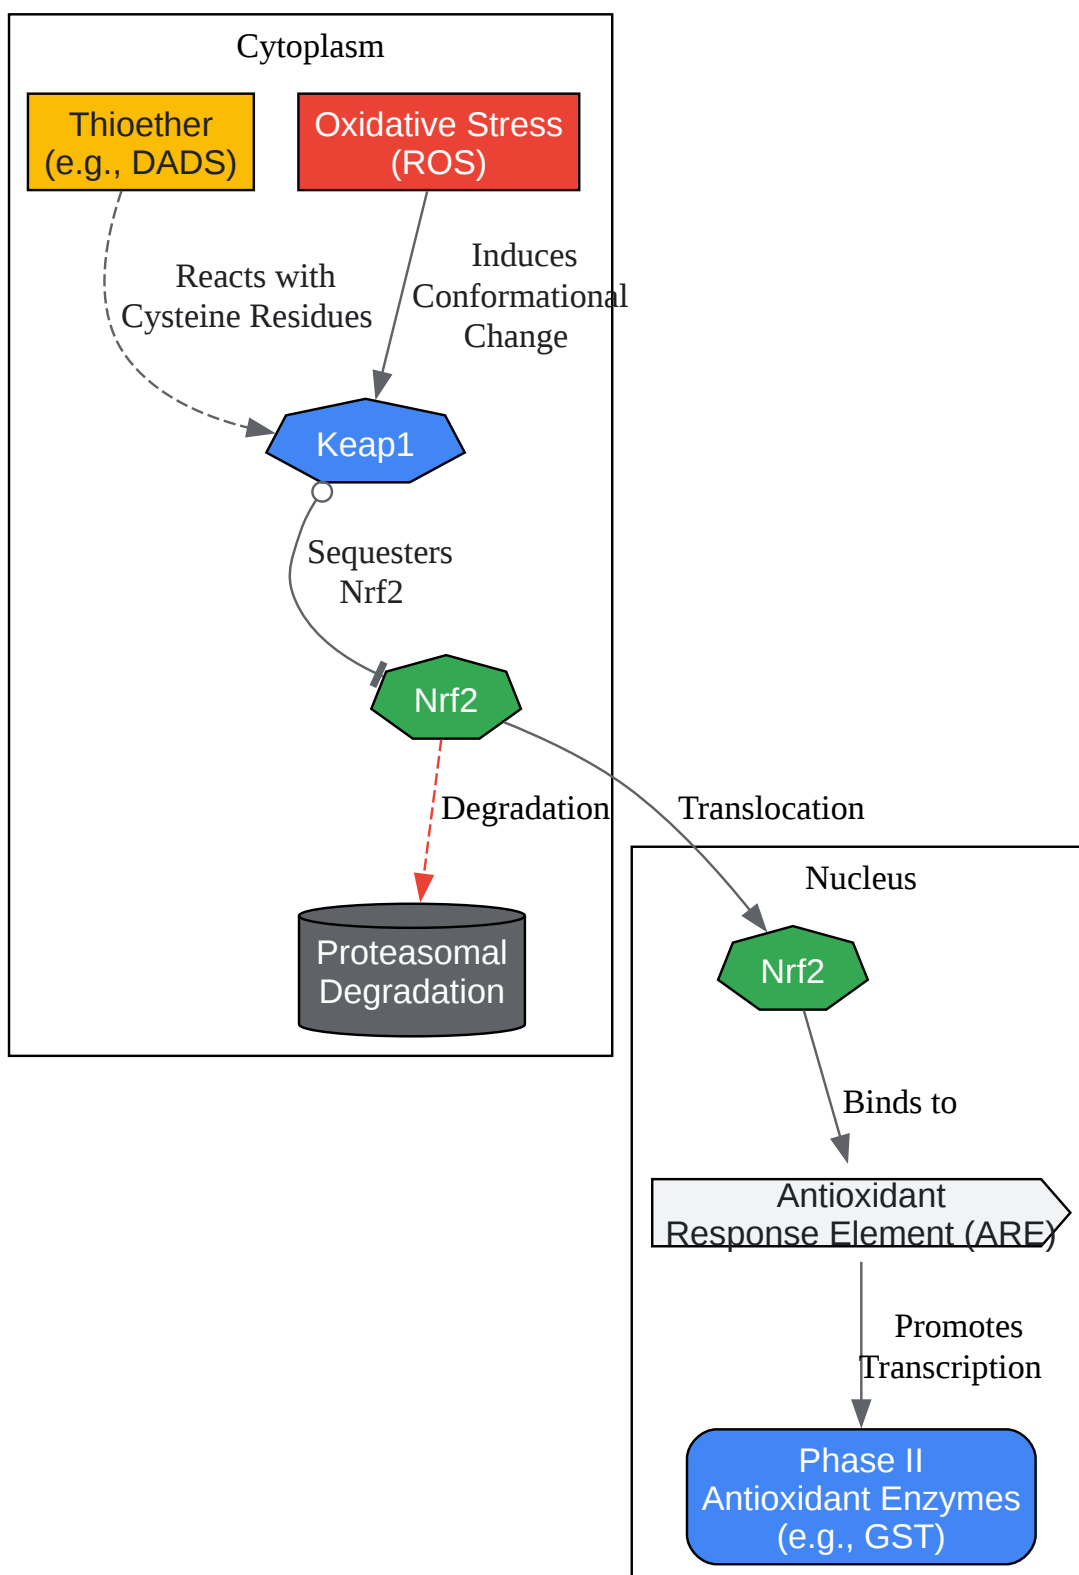 Cytoplasm
Thioether
(e.g., DADS)
Oxidative Stress
(ROS)
Reacts with
Cysteine Residues
Induces
Conformational
Change
Keap1
Sequesters
Nrf2
Nrf2
Degradation
Translocation
Proteasomal
Degradation
Nucleus
Nrf2
Binds to
Antioxidant
Response Element (ARE)
Promotes
Transcription
Phase II
Antioxidant Enzymes
(e.g., GST)